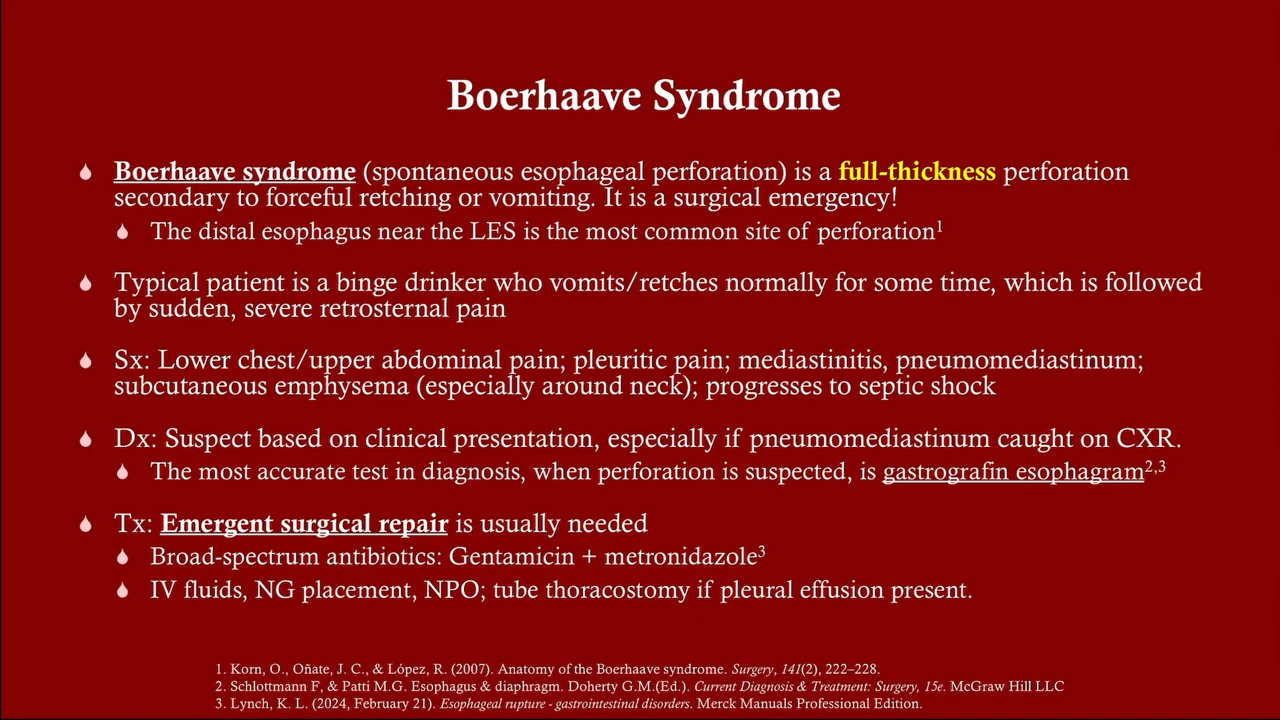 Boerhaave Syndrome
Boerhaave syndrome (spontaneous esophageal perforation) is a full-thickness perforation
secondary to forceful retching or vomiting. It is a surgical emergency!
The distal esophagus near the LES is the most common site of perforation¹
Typical patient is a binge drinker who vomits/retches normally for some time, which is followed
by sudden, severe retrosternal pain
Sx: Lower chest/upper abdominal pain; pleuritic pain; mediastinitis, pneumomediastinum;
subcutaneous emphysema (especially around neck); progresses to septic shock
Dx: Suspect based on clinical presentation, especially if pneumomediastinum caught on CXR.
The most accurate test in diagnosis, when perforation is suspected, is gastrografin esophagram²,³
Tx: Emergent surgical repair is usually needed
Broad-spectrum antibiotics: Gentamicin + metronidazole³
IV fluids, NG placement, NPO; tube thoracostomy if pleural effusion present.
1. Korn, O., Oñate, J. C., & López, R. (2007). Anatomy of the Boerhaave syndrome. Surgery, 141(2), 222–228.
2. Schlottmann F, & Patti M.G. Esophagus & diaphragm. Doherty G.M.(Ed.). Current Diagnosis & Treatment: Surgery, 15e. McGraw Hill LLC
3. Lynch, K. L. (2024, February 21). Esophageal rupture - gastrointestinal disorders. Merck Manuals Professional Edition.